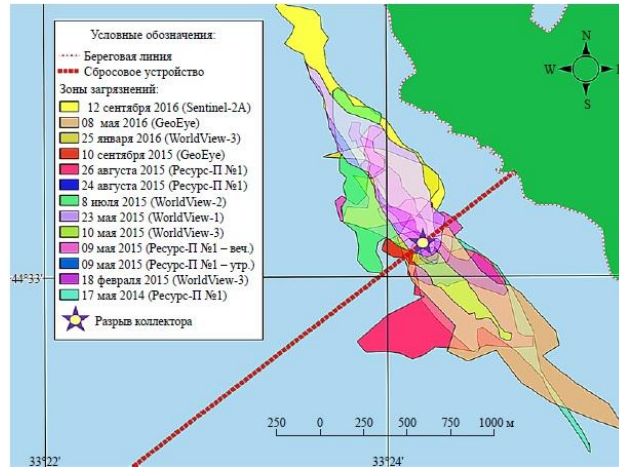 Условные обозначения:
Береговая линия
Сбросовое устройство
Зоны загрязнений:
12 сентября 2016 (Sentinel-2A)
08 мая 2016 (GeoEye)
25 января 2016 (WorldView-3)
10 сентября 2015 (GeoEye)
26 августа 2015 (Ресурс-П №1)
24 августа 2015 (Ресурс-П №1)
8 июля 2015 (WorldView-2)
23 мая 2015 (WorldView-1)
10 мая 2015 (WorldView-3)
09 мая 2015 (Ресурс-П №1 – веч.)
09 мая 2015 (Ресурс-П №1 – утр.)
18 февраля 2015 (WorldView-3)
17 мая 2014 (Ресурс-П №1)
Разрыв коллектора
N
W E
S
44°33'
250 0 250 500 750 1000 м
33°22' 33°24'